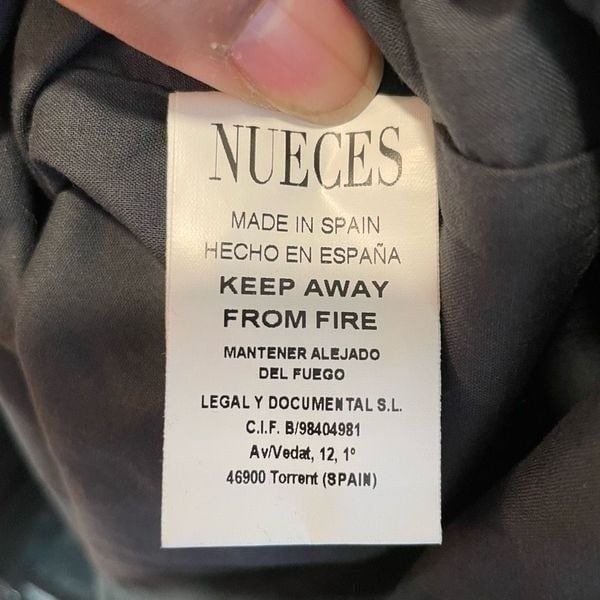 NUECES
MADE IN SPAIN
HECHO EN ESPAÑA
KEEP AWAY
FROM FIRE
MANTENER ALEJADO
DEL FUEGO
LEGAL Y DOCUMENTAL S.L.
C.I.F. B/98404981
Av/Vedat, 12, 1º
46900 Torrent (SPAIN)